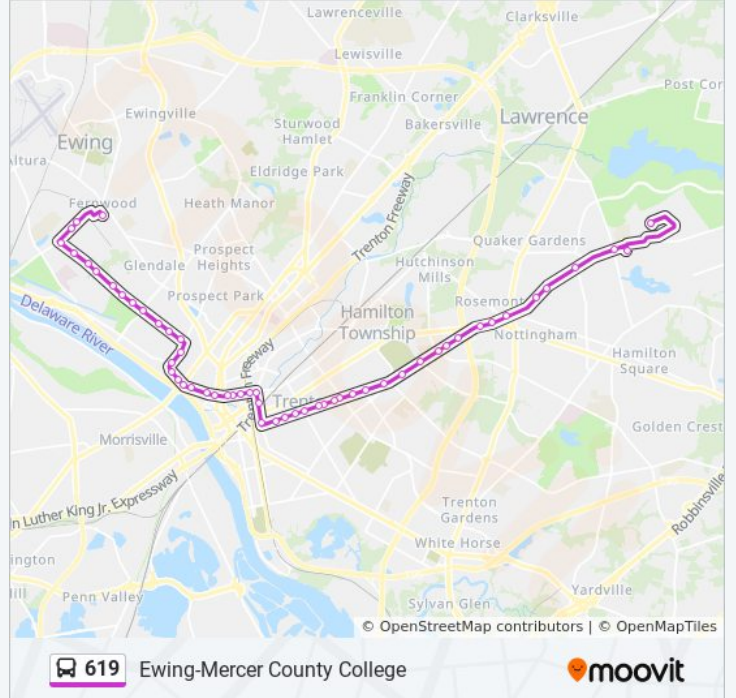 Lawrenceville
Clarksville
Lewisville
Post Cor
Franklin Corner
Ewingville
Lawrence
Sturwood
Hamlet
Bakersville
Ewing
Altura
Eldridge Park
Trenton Freeway
Fernwood
Heath Manor
Quaker Gardens
Prospect
Heights
Glendale
Hutchinson
Mills
Prospect Park
Rosemont
Delaware River
Hamilton
Township
Nottingham
Hamilton
Square
Trenton Freeway
Trenton
Golden Crest
Morrisville
n Luther King Jr. Expressway
Robbinsville
Trenton
Gardens
White Horse
ington
ill
Penn Valley
Yardville
Sylvan Glen
© OpenStreetMap contributors | © OpenMapTiles
619 Ewing-Mercer County College
moovit